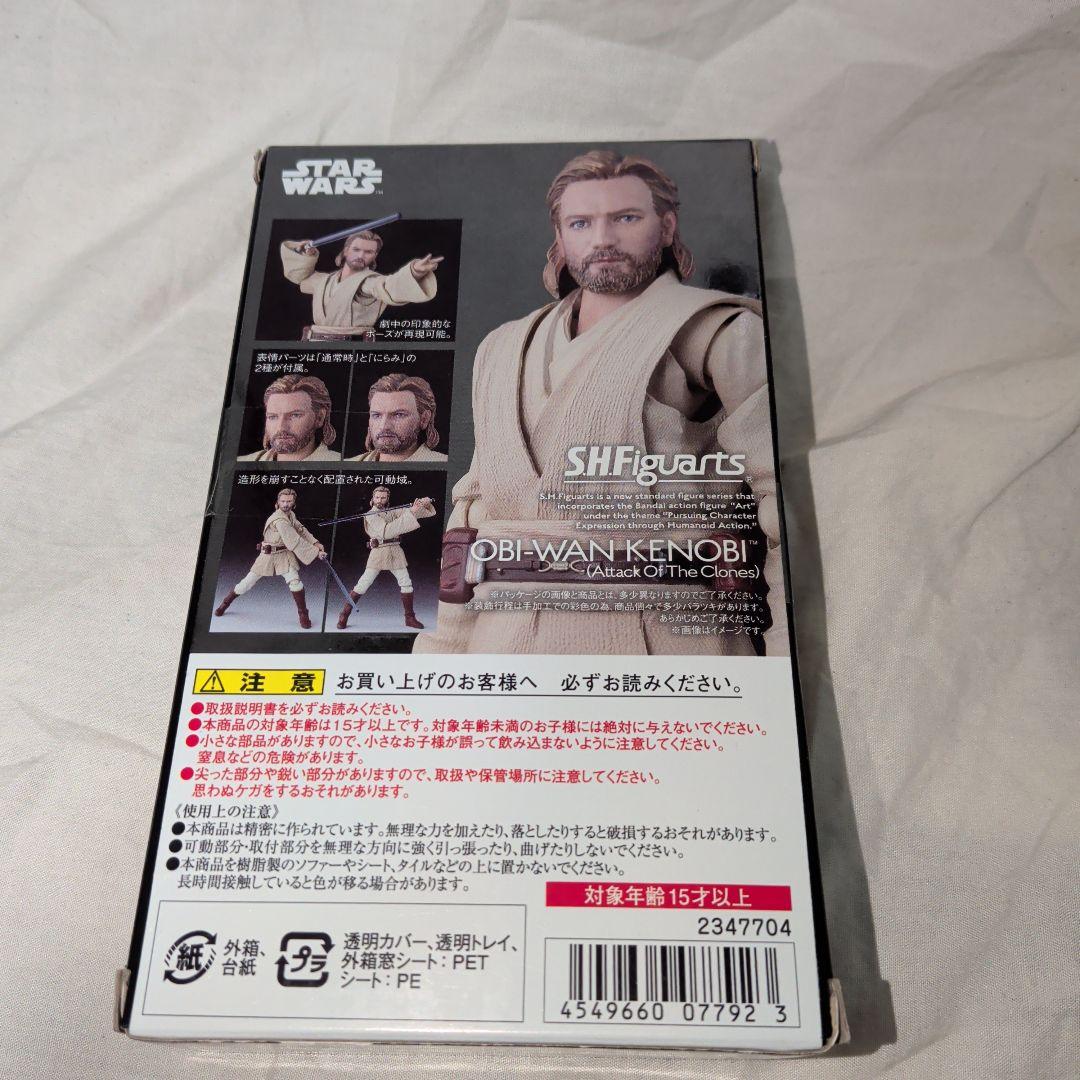 STAR
WARS™
劇中の印象的な
ポーズが再現可能。
表情パーツは「通常時」と「にらみ」の
2種が付属。
造形を崩すことなく配置された可動域。
S.H.Figuarts®
S.H.Figuarts is a new standard figure series that
incorporates the Bandai action figure "Art"
under the theme "Pursuing Character
Expression through Humanoid Action."
OBI-WAN KENOBI™
(Attack Of The Clones)
※パッケージの画像と商品とは、多少異なりますのでご了承ください。
※装飾行程は手加工での彩色の為、商品個々で多少バラツキがあります。
あらかじめご了承ください。
※画像はイメージです。
注意 お買い上げのお客様へ 必ずお読みください。
●取扱説明書を必ずお読みください。
●本商品の対象年齢は15才以上です。対象年齢未満のお子様には絶対に与えないでください。
●小さな部品がありますので、小さなお子様が誤って飲み込まないように注意してください。
窒息などの危険があります。
●尖った部分や鋭い部分がありますので、取扱や保管場所に注意してください。
思わぬケガをするおそれがあります。
《使用上の注意》
●本商品は精密に作られています。無理な力を加えたり、落としたりすると破損するおそれがあります。
●可動部分・取付部分を無理な方向に強く引っ張ったり、曲げたりしないでください。
●本商品を樹脂製のソファーやシート、タイルなどの上に置かないでください。
長時間接触していると色が移る場合があります。
対象年齢15才以上
2347704
紙
外箱、
台紙
プラ
透明カバー、透明トレイ、
外箱窓シート：PET
シート：PE
4549660 07792 3